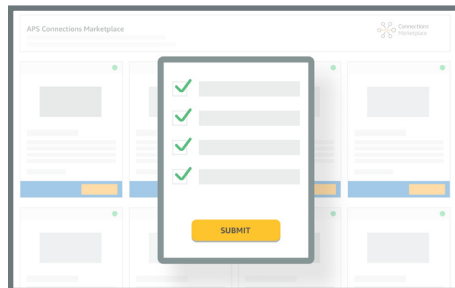 APS Connections Marketplace
Connections
Marketplace
SUBMIT